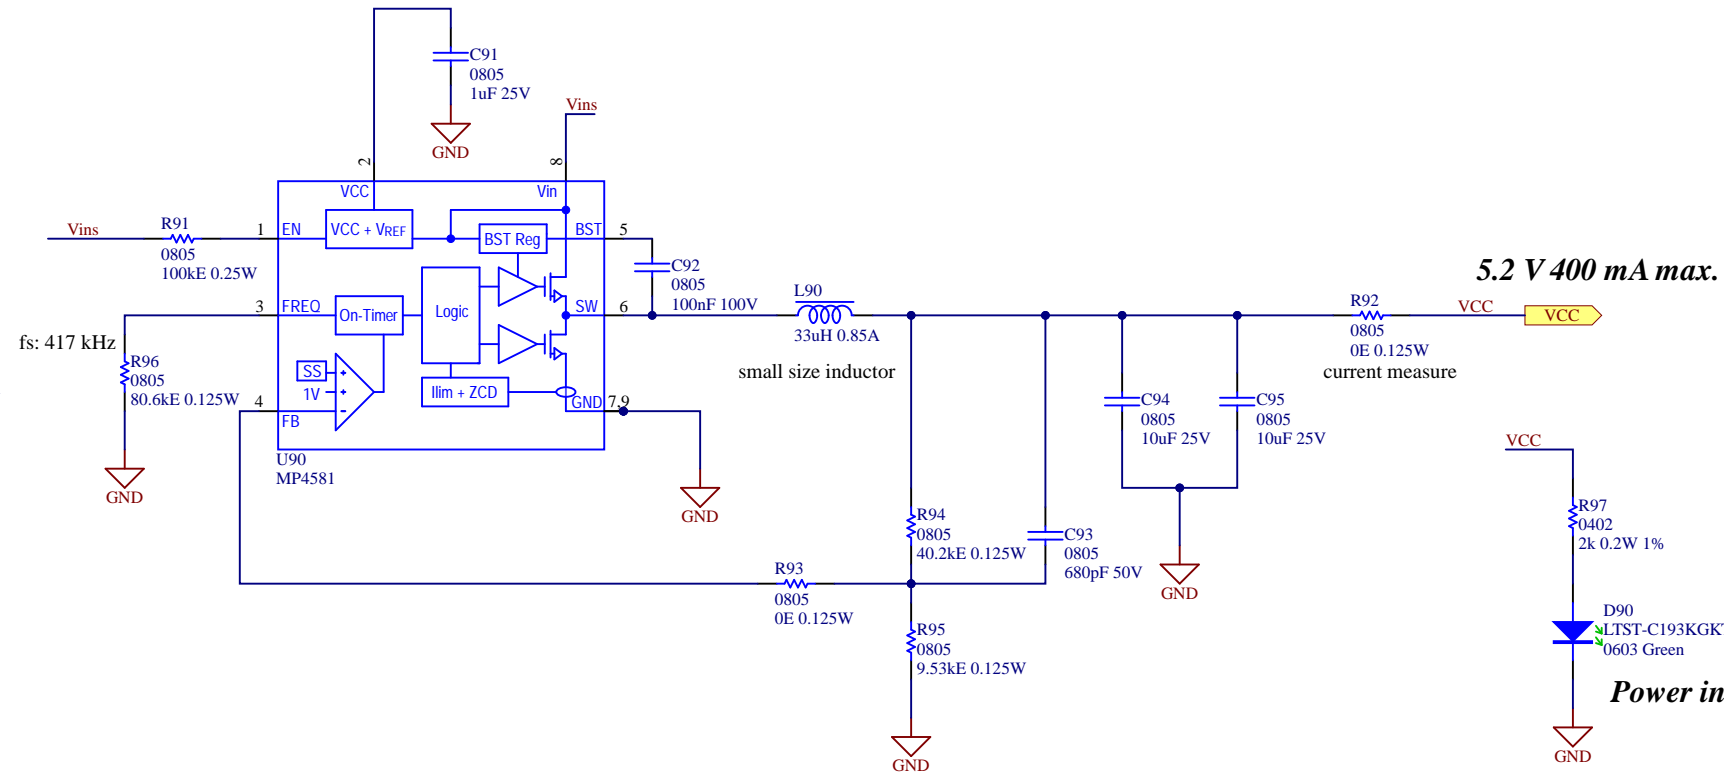 C91
0805
1uF 25V
GND
Vins
2
8
VCC
Vin
Vins
R91
0805
100kE 0.25W
1
EN
VCC + VREF
BST Reg
BST
5
C92
0805
100nF 100V
3
FREQ
On-Timer
Logic
SW
6
fs: 417 kHz
R96
0805
80.6kE 0.125W
SS
1V
4
FB
Ilim + ZCD
GND
7,9
U90
MP4581
GND
GND
L90
33uH 0.85A
small size inductor
5.2 V 400 mA max.
R92
0805
0E 0.125W
current measure
VCC
VCC
C94
0805
10uF 25V
C95
0805
10uF 25V
GND
R94
0805
40.2kE 0.125W
C93
0805
680pF 50V
R93
0805
0E 0.125W
R95
0805
9.53kE 0.125W
GND
VCC
R97
0402
2k 0.2W 1%
D90
LTST-C193KGK
0603 Green
Power in
GND